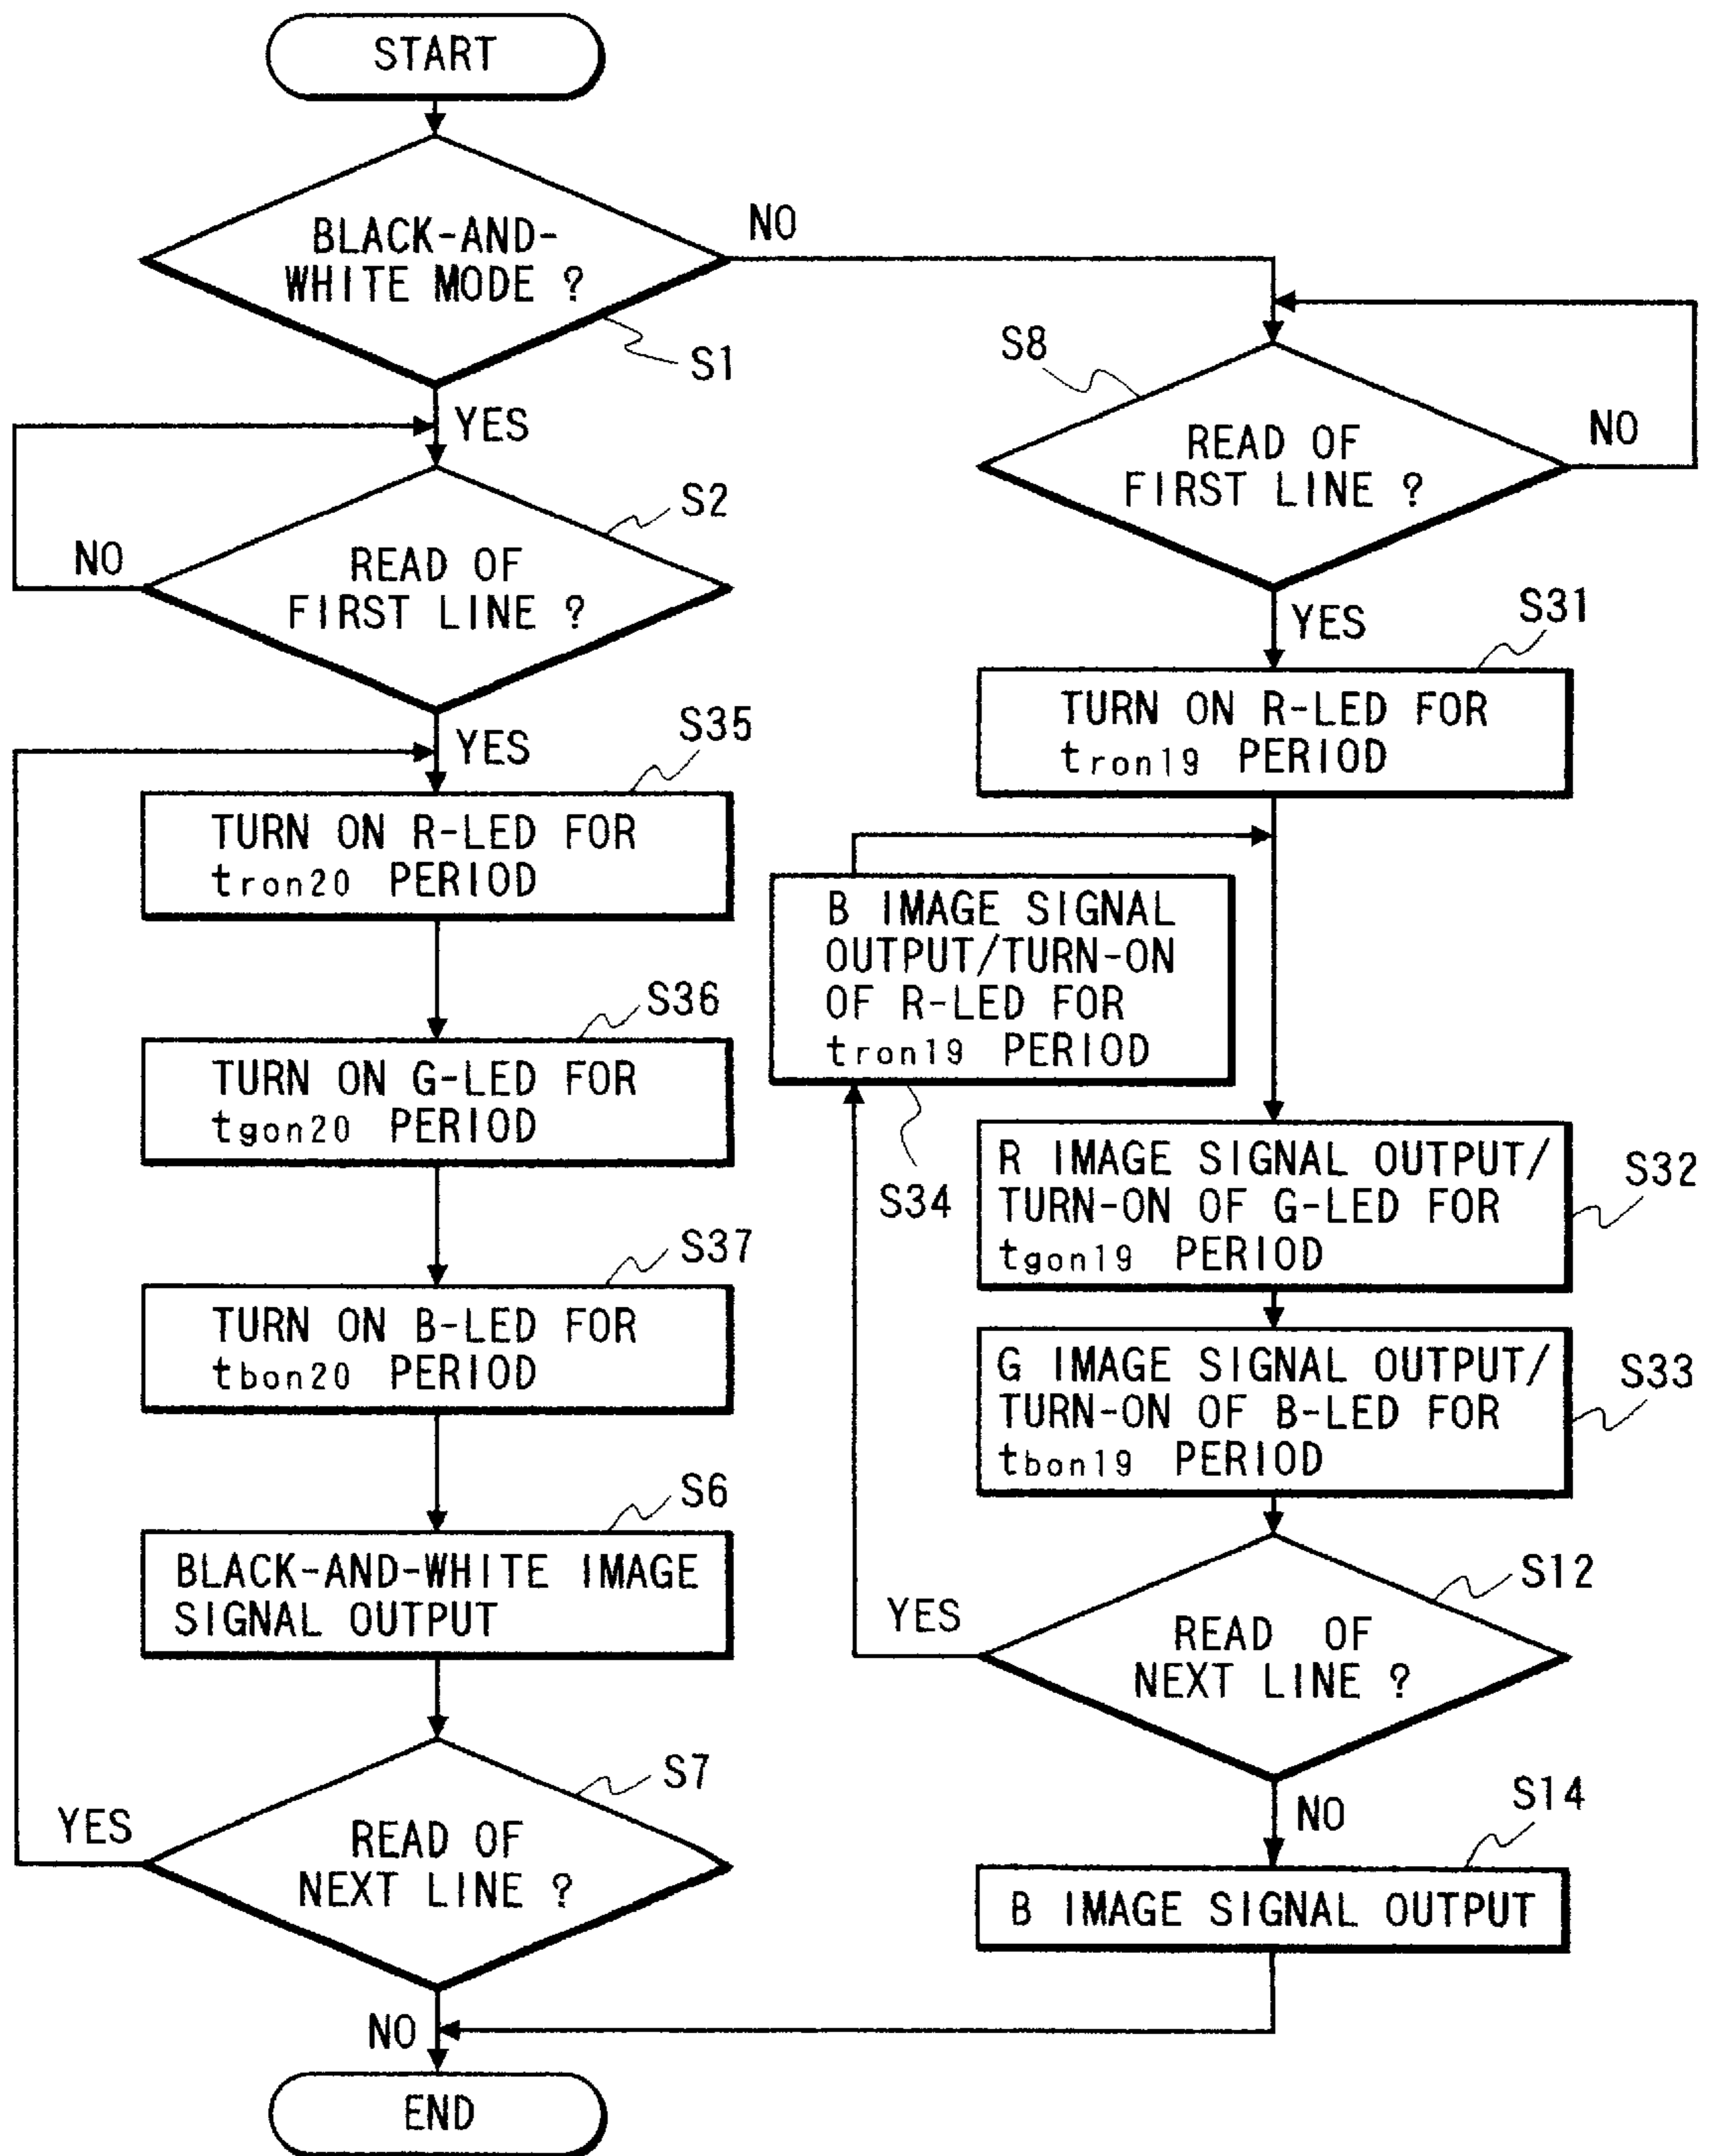 START
BLACK-AND-
WHITE MODE ?
NO
S1
YES
S2
READ OF
FIRST LINE ?
NO
YES
S35
TURN ON R-LED FOR
tron20 PERIOD
S36
TURN ON G-LED FOR
tgon20 PERIOD
S37
TURN ON B-LED FOR
tbon20 PERIOD
S6
BLACK-AND-WHITE IMAGE
SIGNAL OUTPUT
S7
READ OF
NEXT LINE ?
YES
NO
END
S8
READ OF
FIRST LINE ?
NO
YES
S31
TURN ON R-LED FOR
tron19 PERIOD
B IMAGE SIGNAL
OUTPUT/TURN-ON
OF R-LED FOR
tron19 PERIOD
S34
R IMAGE SIGNAL OUTPUT/
TURN-ON OF G-LED FOR
tgon19 PERIOD
S32
G IMAGE SIGNAL OUTPUT/
TURN-ON OF B-LED FOR
tbon19 PERIOD
S33
S12
READ OF
NEXT LINE ?
YES
NO
S14
B IMAGE SIGNAL OUTPUT